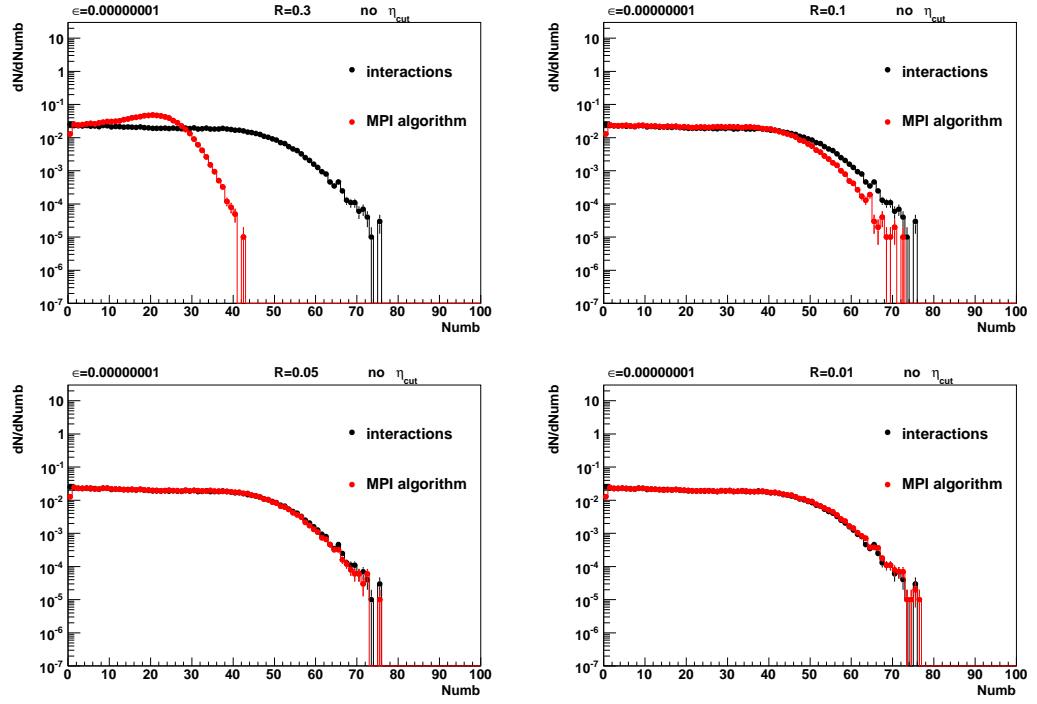 ∈=0.00000001 R=0.3 no η_cut
dN/dNumb
10
1
10^-1
10^-2
10^-3
10^-4
10^-5
10^-6
10^-7
interactions
MPI algorithm
0 10 20 30 40 50 60 70 80 90 100
Numb
∈=0.00000001 R=0.1 no η_cut
dN/dNumb
10
1
10^-1
10^-2
10^-3
10^-4
10^-5
10^-6
10^-7
interactions
MPI algorithm
0 10 20 30 40 50 60 70 80 90 100
Numb
∈=0.00000001 R=0.05 no η_cut
dN/dNumb
10
1
10^-1
10^-2
10^-3
10^-4
10^-5
10^-6
10^-7
interactions
MPI algorithm
0 10 20 30 40 50 60 70 80 90 100
Numb
∈=0.00000001 R=0.01 no η_cut
dN/dNumb
10
1
10^-1
10^-2
10^-3
10^-4
10^-5
10^-6
10^-7
interactions
MPI algorithm
0 10 20 30 40 50 60 70 80 90 100
Numb